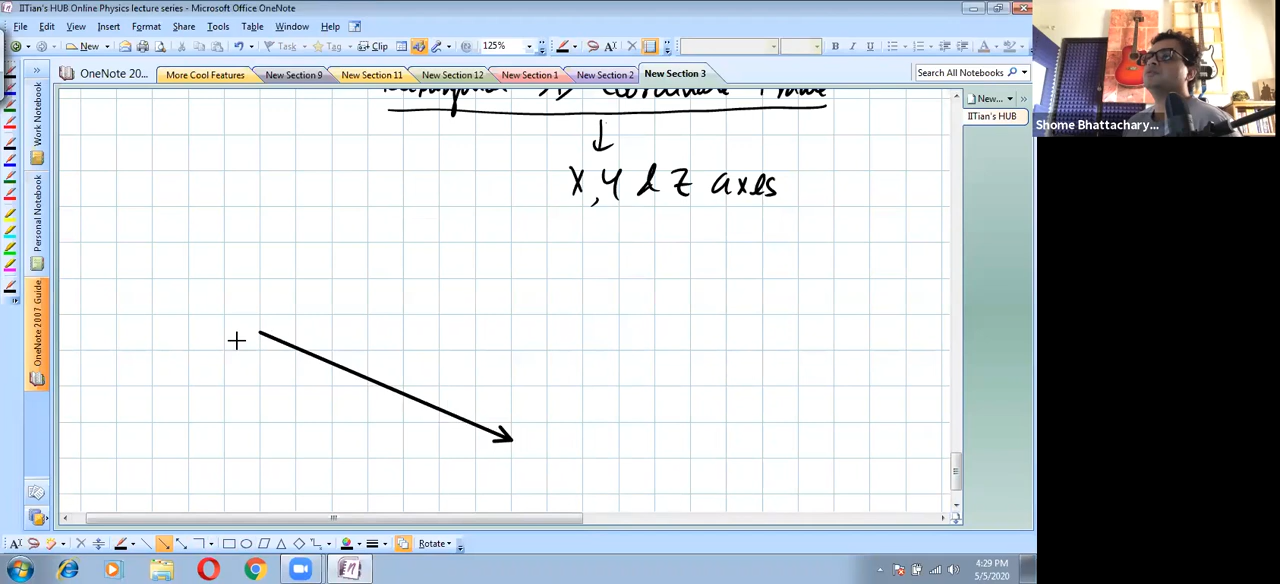 IITian's HUB Online Physics lecture series - Microsoft Office OneNote
File Edit View Insert Format Share Tools Table Window Help
New Task Tag Clip 125% B I U A
OneNote 20... More Cool Features New Section 9 New Section 11 New Section 12 New Section 1 New Section 2 New Section 3 Search All Notebooks
New...
IITian's HUB
Shome Bhattachary...
Work Notebook
Personal Notebook
OneNote 2007 Guide
Coordinate
X, Y & Z axes
Rotate
4:29 PM
5/5/2020